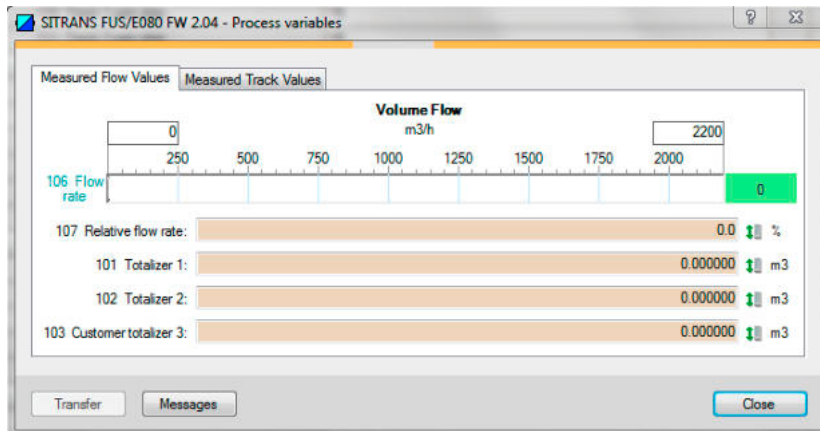 SITRANS FUS/E080 FW 2.04 - Process variables
Measured Flow Values Measured Track Values
Volume Flow
m3/h
0 2200
250 500 750 1000 1250 1500 1750 2000
106 Flow rate 0
107 Relative flow rate: 0.0 %
101 Totalizer 1: 0.000000 m3
102 Totalizer 2: 0.000000 m3
103 Customer totalizer 3: 0.000000 m3
Transfer Messages Close